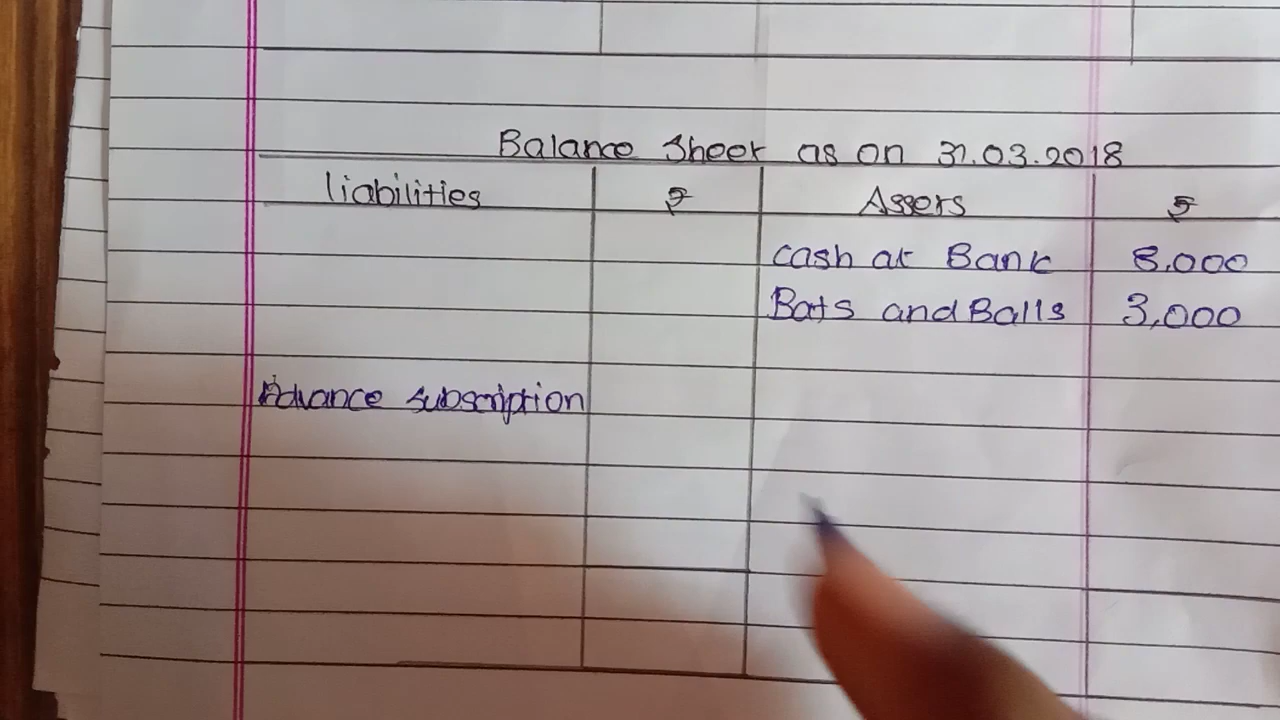 Balance Sheet as on 31.03.2018
liabilities ₹ Assets ₹
cash at Bank 8,000
Bats and Balls 3,000
Advance subscription